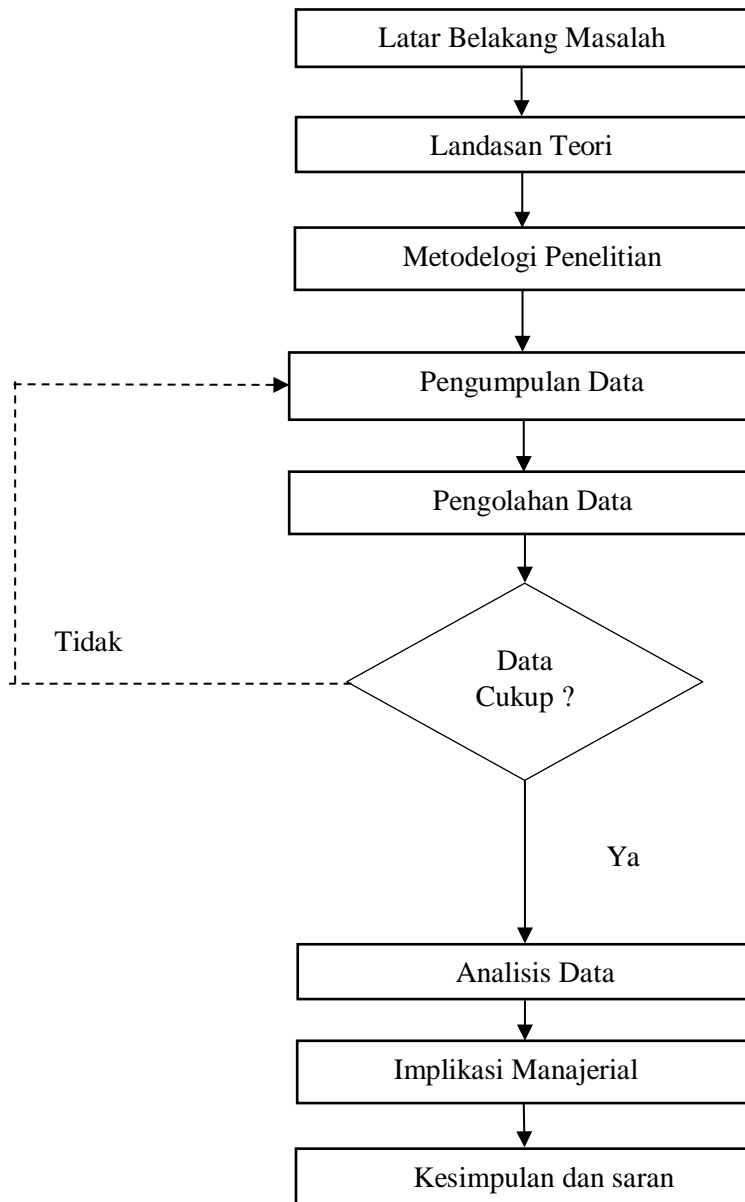 Latar Belakang Masalah
Landasan Teori
Metodelogi Penelitian
Pengumpulan Data
Pengolahan Data
Tidak
Data
Cukup ?
Ya
Analisis Data
Implikasi Manajerial
Kesimpulan dan saran